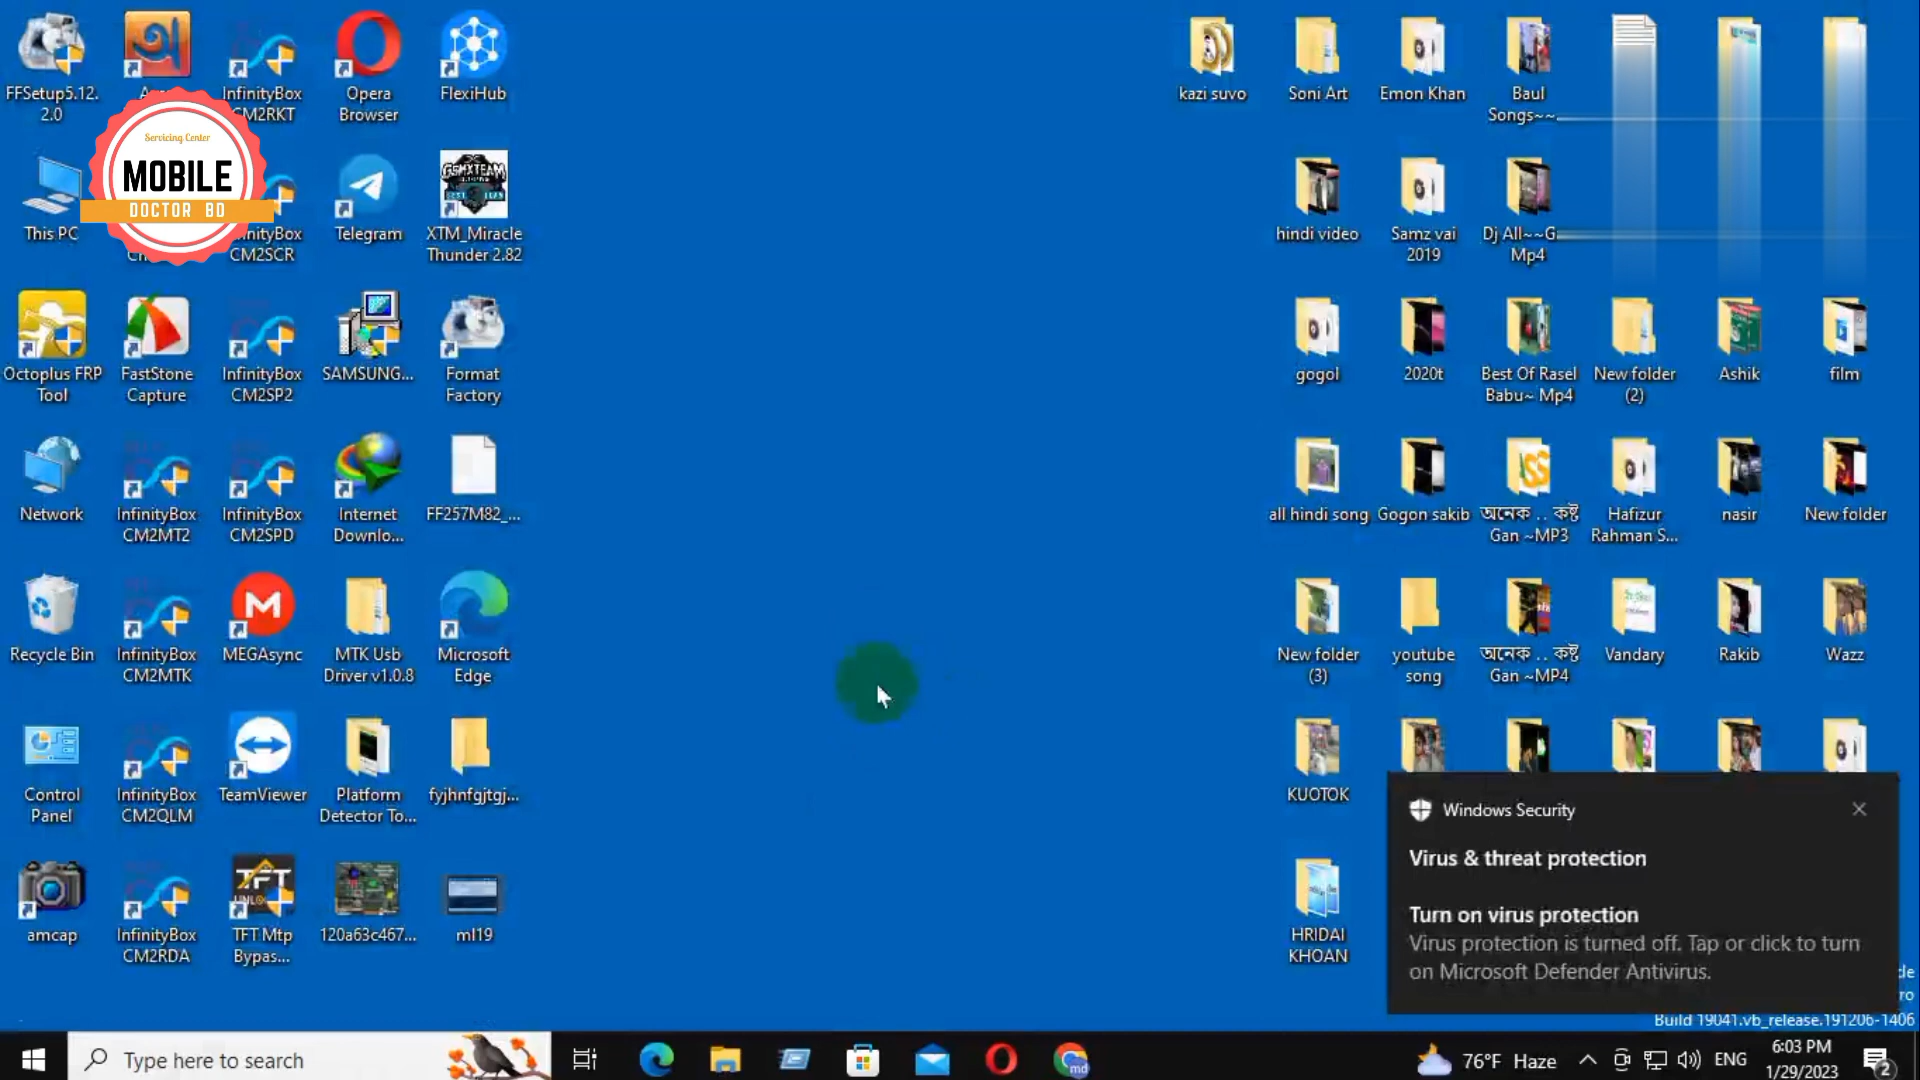 FFSetup5.12.
2.0
InfinityBox
CM2RKT
Opera
Browser
FlexiHub
kazi suvo
Soni Art
Emon Khan
Baul
Songs~~
Servicing Center
MOBILE
DOCTOR BD
This PC
CM2SCR
Telegram
GSMXTEAM
XTM_Miracle
Thunder 2.82
hindi video
Samz vai
2019
Dj All~~G
Mp4
Octoplus FRP
Tool
FastStone
Capture
InfinityBox
CM2SP2
SAMSUNG...
Format
Factory
gogol
2020t
Best Of Rasel
Babu~ Mp4
New folder
(2)
Ashik
film
Network
InfinityBox
CM2MT2
InfinityBox
CM2SPD
Internet
Downlo...
FF257M82_...
all hindi song
Gogon sakib
অনেক .. কষ্ট
Gan ~MP3
Hafizur
Rahman S...
nasir
New folder
Recycle Bin
InfinityBox
CM2MTK
MEGAsync
MTK Usb
Driver v1.0.8
Microsoft
Edge
New folder
(3)
youtube
song
অনেক .. কষ্ট
Gan ~MP4
Vandary
Rakib
Wazz
Control
Panel
InfinityBox
CM2QLM
TeamViewer
Platform
Detector To...
fyjhnfgjtgj...
KUOTOK
amcap
InfinityBox
CM2RDA
TFT
TFT Mtp
Bypas...
120a63c467...
ml19
HRIDAI
KHOAN
Windows Security
Virus & threat protection
Turn on virus protection
Virus protection is turned off. Tap or click to turn
on Microsoft Defender Antivirus.
Build 19041.vb_release.191206-1406
Type here to search
md
76°F Haze
ENG
6:03 PM
1/29/2023
2